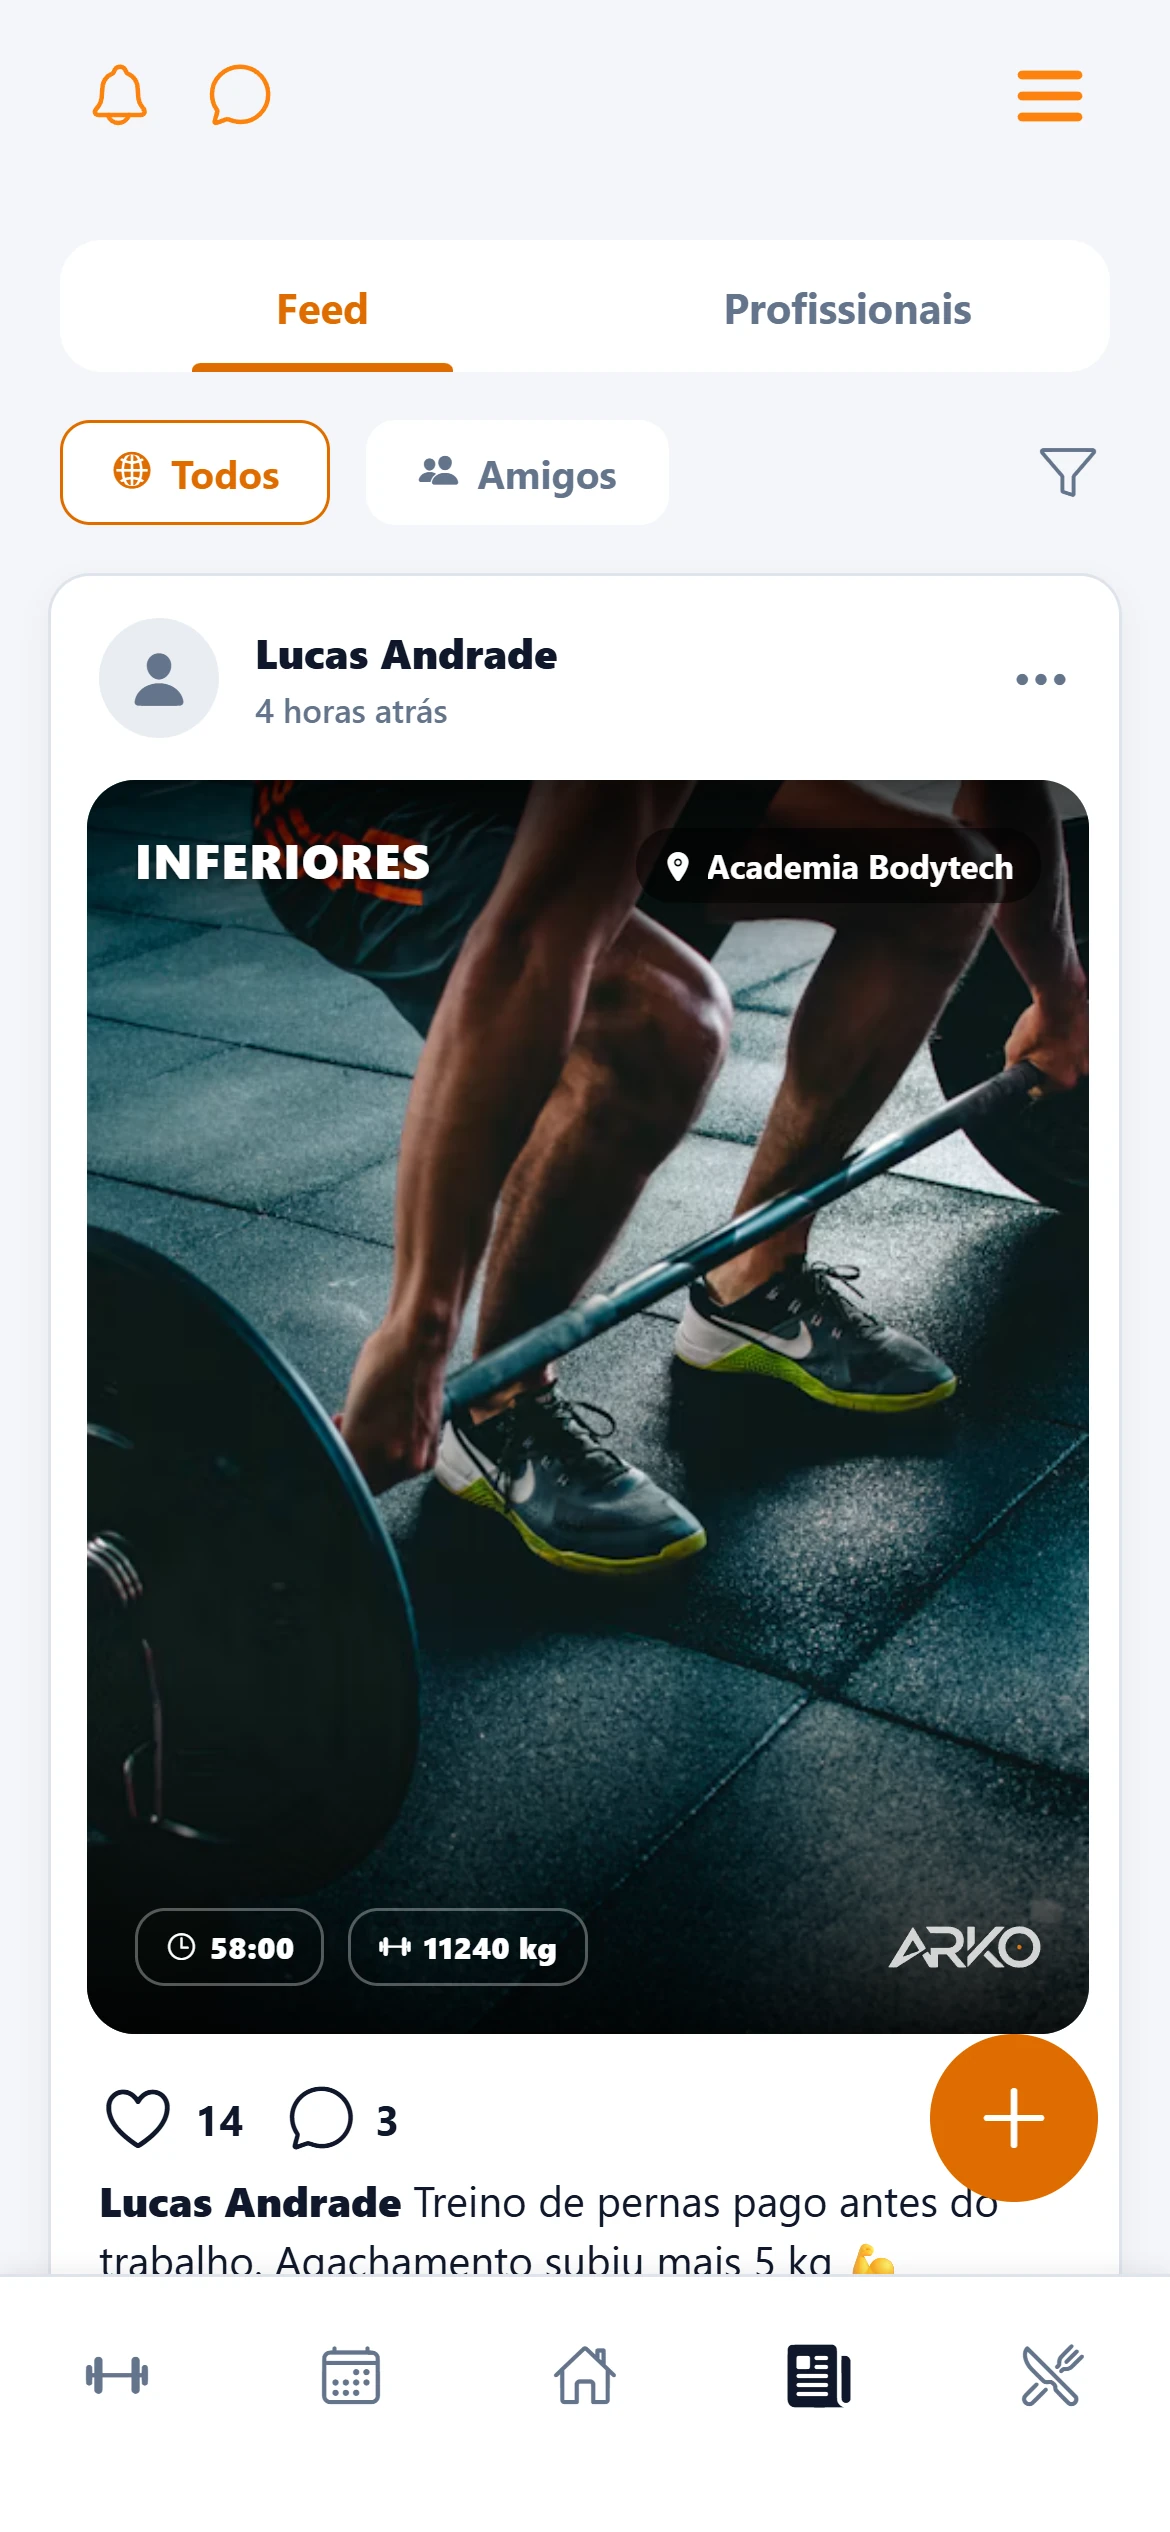 Feed
Profissionais
Todos
Amigos
Lucas Andrade
4 horas atrás
INFERIORES
Academia Bodytech
58:00
11240 kg
ARKO
14
3
Lucas Andrade Treino de pernas pago antes do
trabalho. Agachamento subiu mais 5 kg 💪